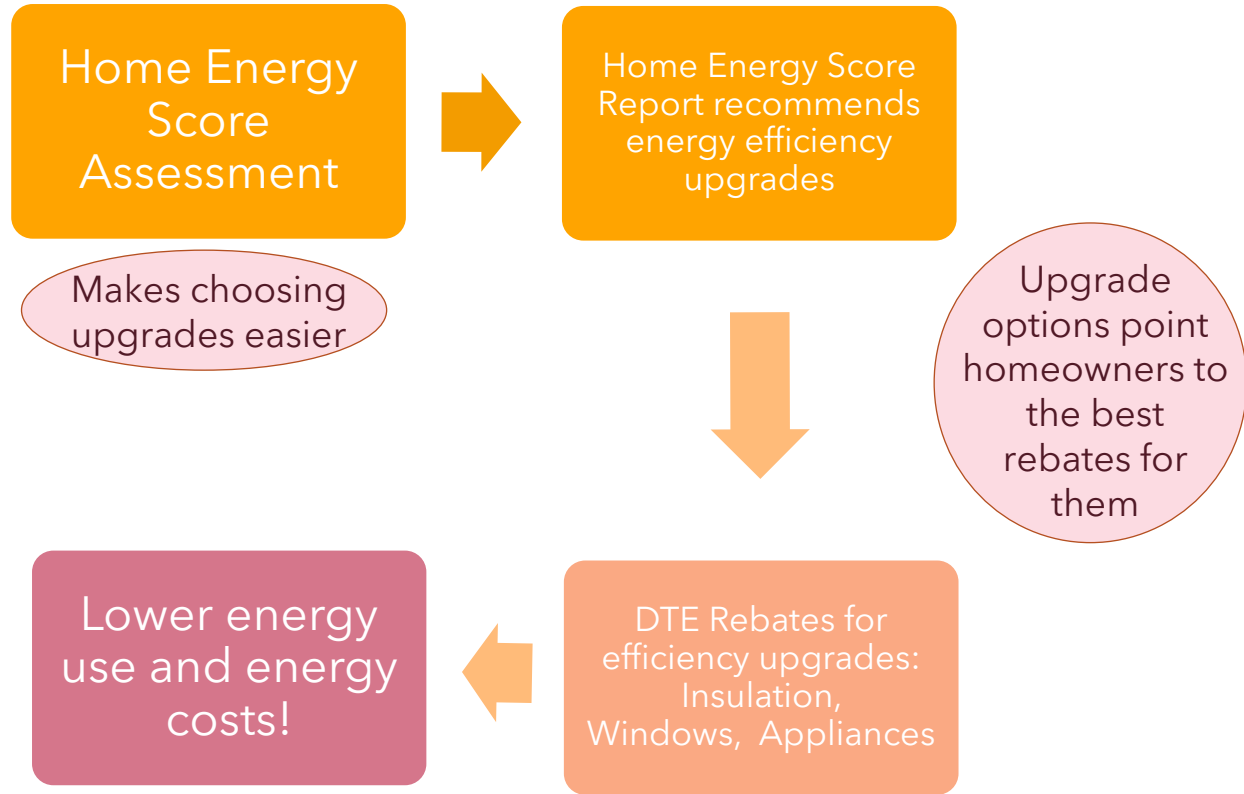 Home Energy
Score
Assessment
Home Energy Score
Report recommends
energy efficiency
upgrades
Makes choosing
upgrades easier
Upgrade
options point
homeowners to
the best
rebates for
them
DTE Rebates for
efficiency upgrades:
Insulation,
Windows,  Appliances
Lower energy
use and energy
costs!